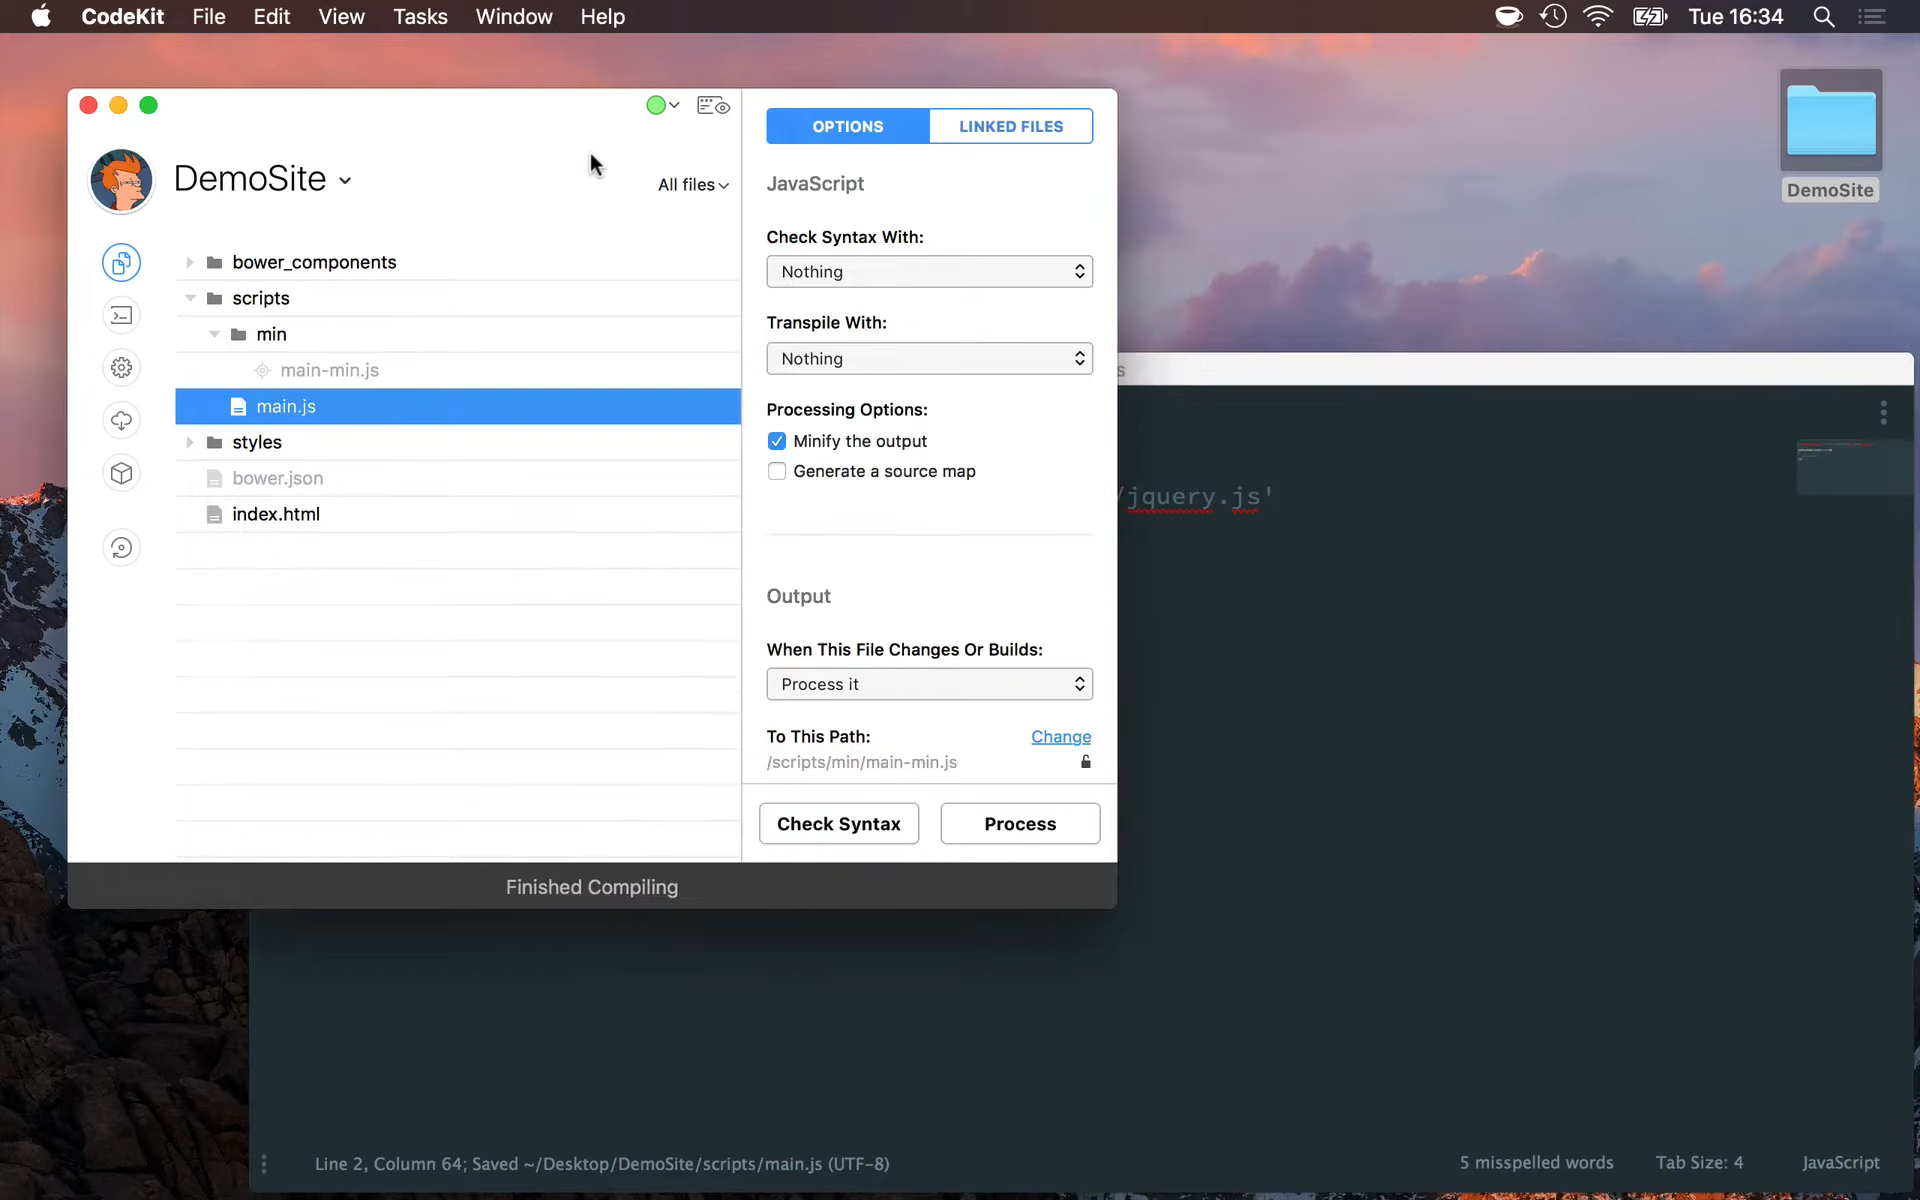 CodeKit File Edit View Tasks Window Help Tue 16:34
DemoSite
All files
bower_components
scripts
min
main-min.js
main.js
styles
bower.json
index.html
OPTIONS LINKED FILES
JavaScript
Check Syntax With:
Nothing
Transpile With:
Nothing
Processing Options:
Minify the output
Generate a source map
Output
When This File Changes Or Builds:
Process it
To This Path: Change
/scripts/min/main-min.js
Check Syntax Process
Finished Compiling
DemoSite
s
/jquery.js'
Line 2, Column 64; Saved ~/Desktop/DemoSite/scripts/main.js (UTF-8) 5 misspelled words Tab Size: 4 JavaScript